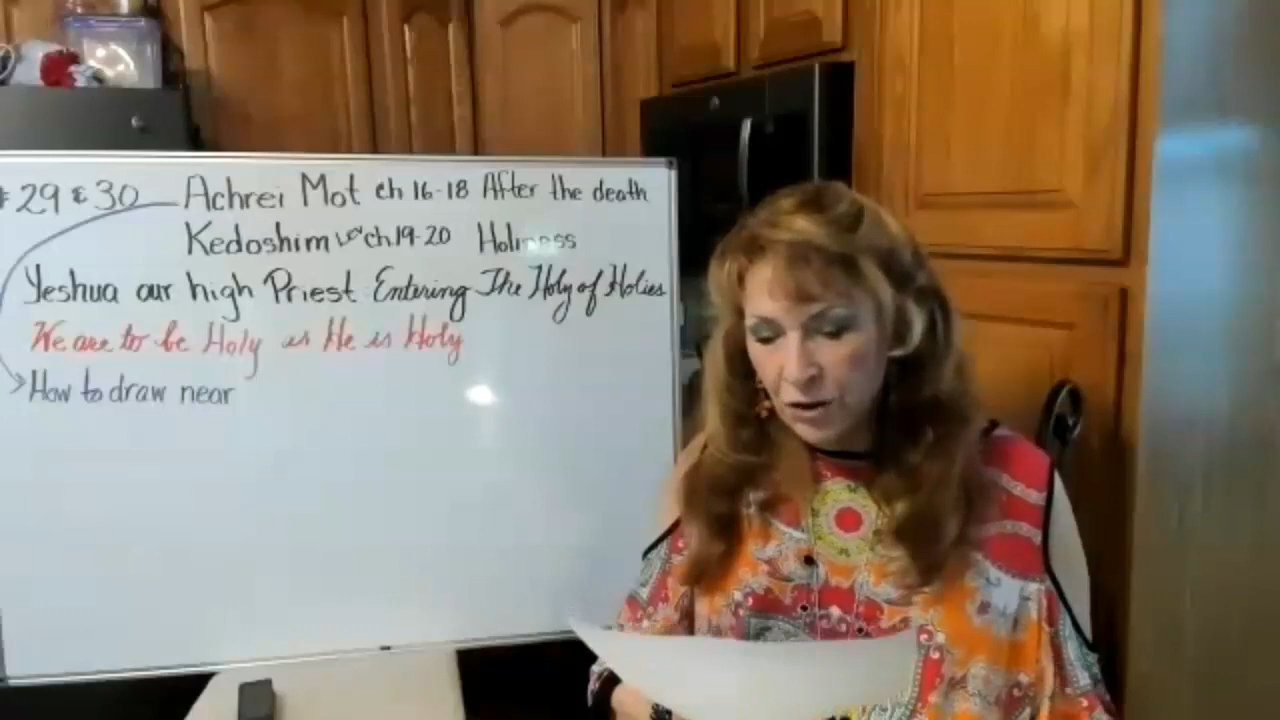 # 29 & 30 Achrei Mot ch 16-18 After the death
Kedoshim Lev ch 19-20 Holiness
Yeshua our high Priest Entering The Holy of Holies
We are to be Holy as He is Holy
How to draw near